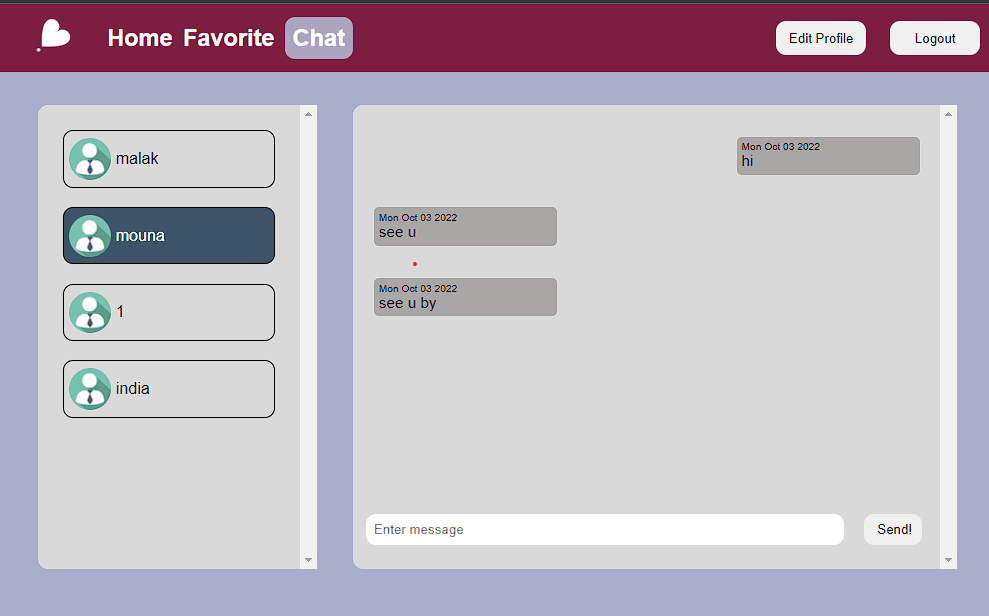 Home Favorite Chat
Edit Profile
Logout
malak
mouna
1
india
Mon Oct 03 2022
hi
Mon Oct 03 2022
see u
Mon Oct 03 2022
see u by
Enter message
Send!